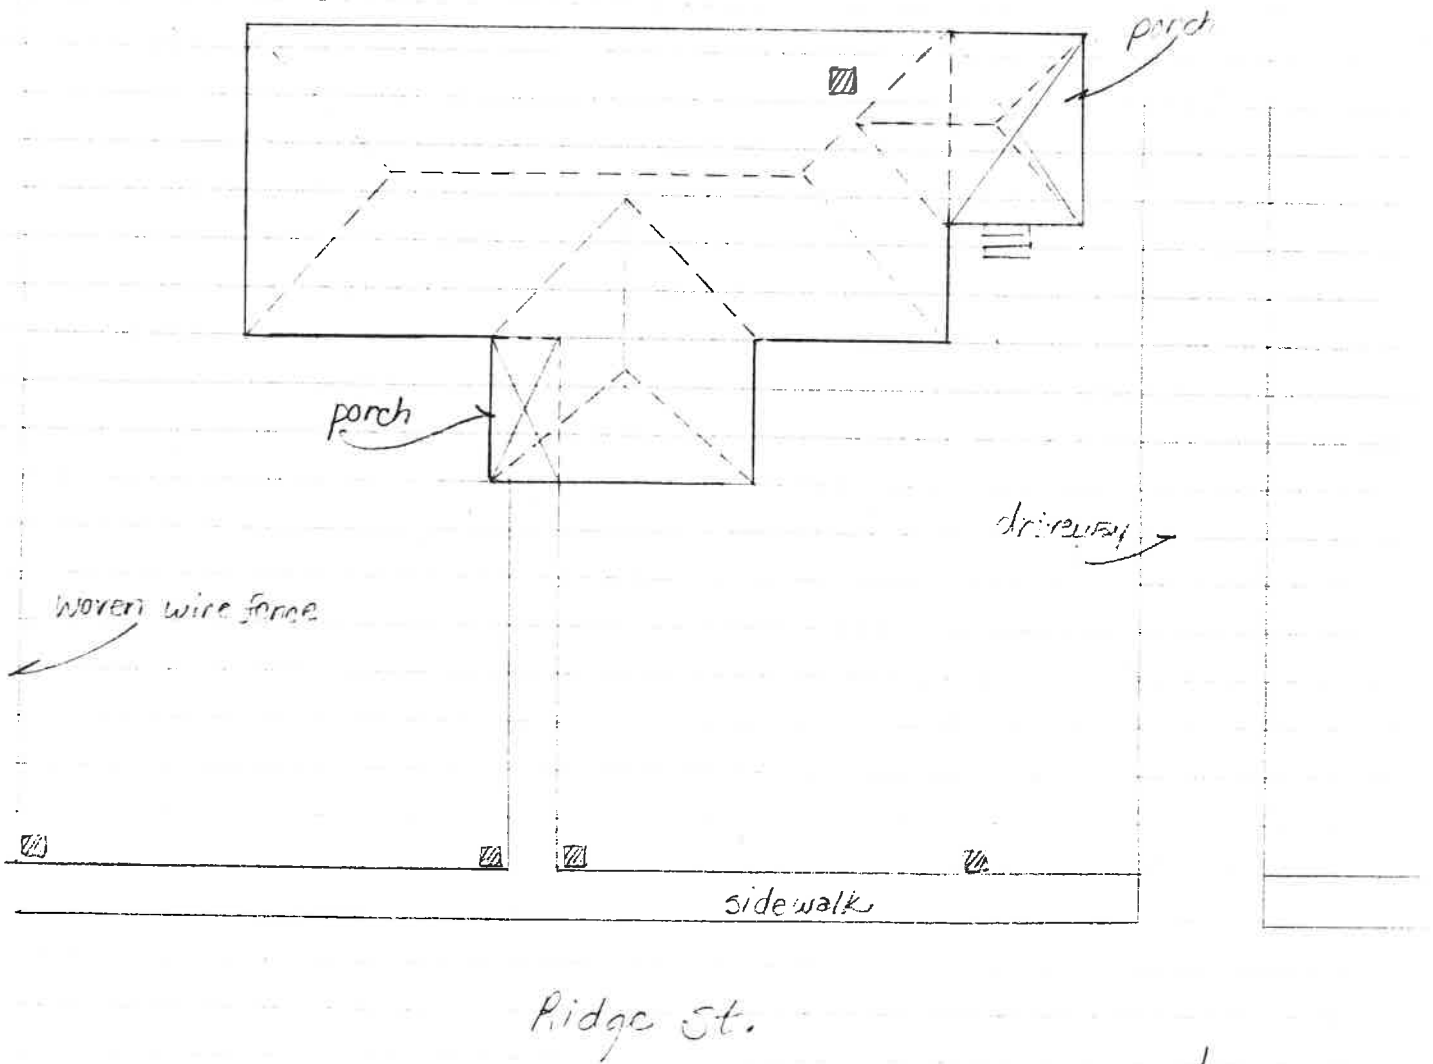 porch
porch
driveway
woven wire fence
sidewalk
Ridge St.